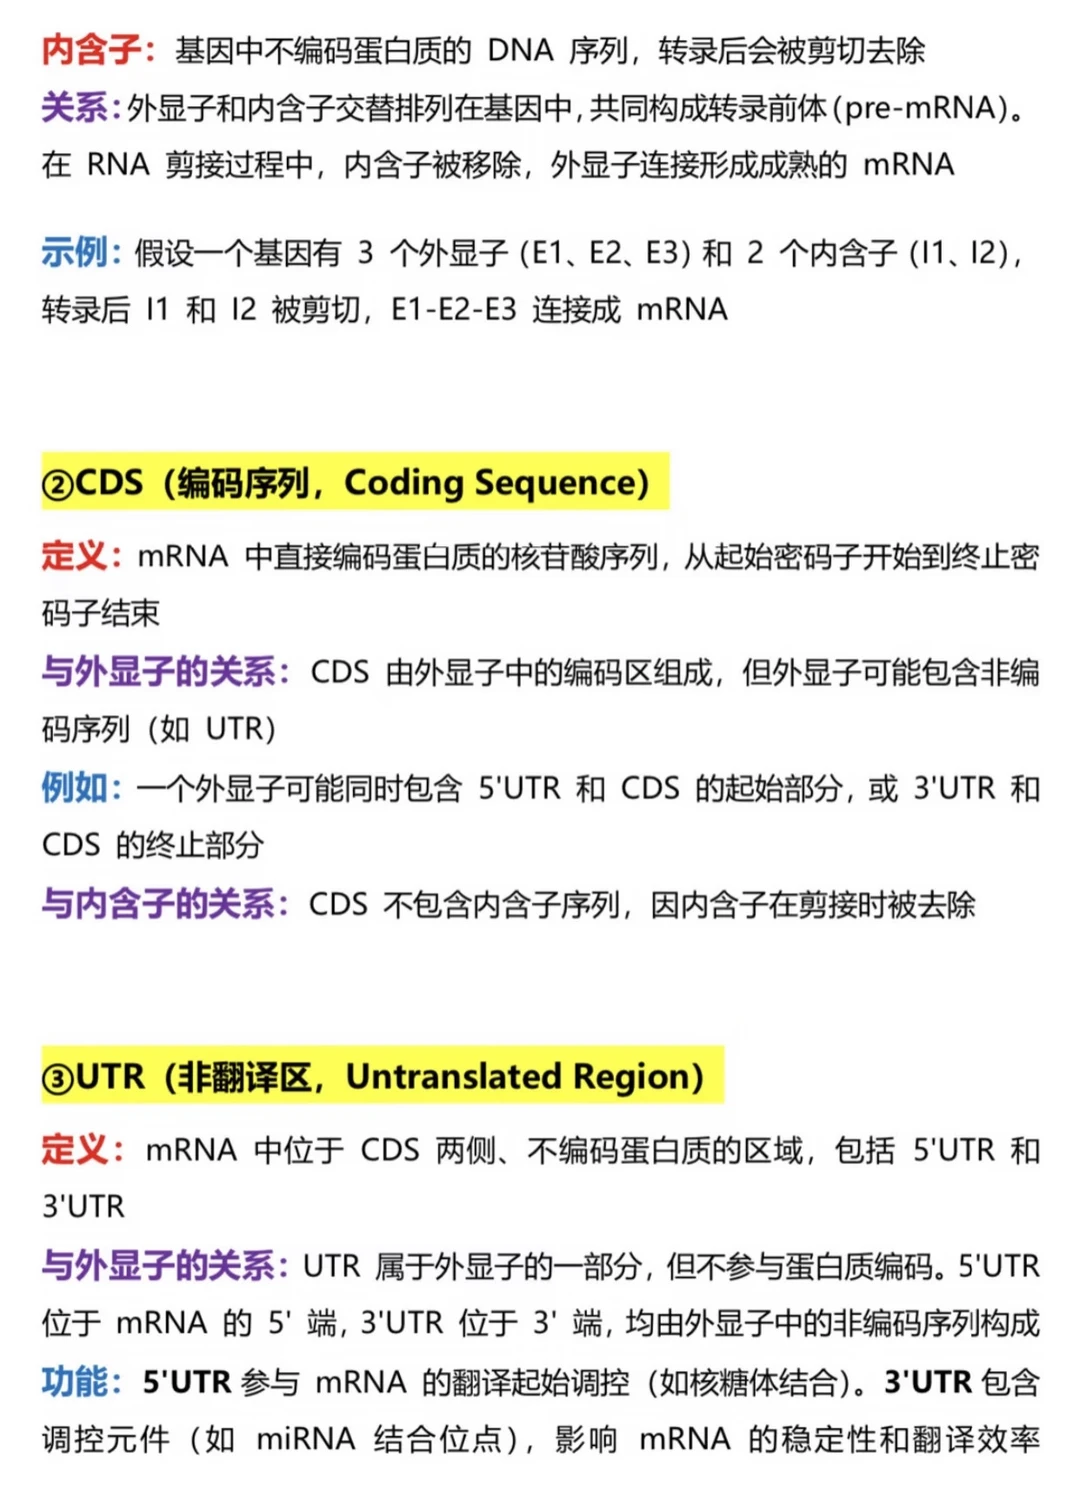 内含子：基因中不编码蛋白质的 DNA 序列，转录后会被剪切去除
关系：外显子和内含子交替排列在基因中，共同构成转录前体（pre-mRNA）。
在 RNA 剪接过程中，内含子被移除，外显子连接形成成熟的 mRNA
示例：假设一个基因有 3 个外显子（E1、E2、E3）和 2 个内含子（I1、I2），
转录后 I1 和 I2 被剪切，E1-E2-E3 连接成 mRNA
②CDS（编码序列，Coding Sequence）
定义：mRNA 中直接编码蛋白质的核苷酸序列，从起始密码子开始到终止密
码子结束
与外显子的关系：CDS 由外显子中的编码区组成，但外显子可能包含非编
码序列（如 UTR）
例如：一个外显子可能同时包含 5'UTR 和 CDS 的起始部分，或 3'UTR 和
CDS 的终止部分
与内含子的关系：CDS 不包含内含子序列，因内含子在剪接时被去除
③UTR（非翻译区，Untranslated Region）
定义：mRNA 中位于 CDS 两侧、不编码蛋白质的区域，包括 5'UTR 和
3'UTR
与外显子的关系：UTR 属于外显子的一部分，但不参与蛋白质编码。5'UTR
位于 mRNA 的 5' 端，3'UTR 位于 3' 端，均由外显子中的非编码序列构成
功能：5'UTR 参与 mRNA 的翻译起始调控（如核糖体结合）。3'UTR 包含
调控元件（如 miRNA 结合位点），影响 mRNA 的稳定性和翻译效率